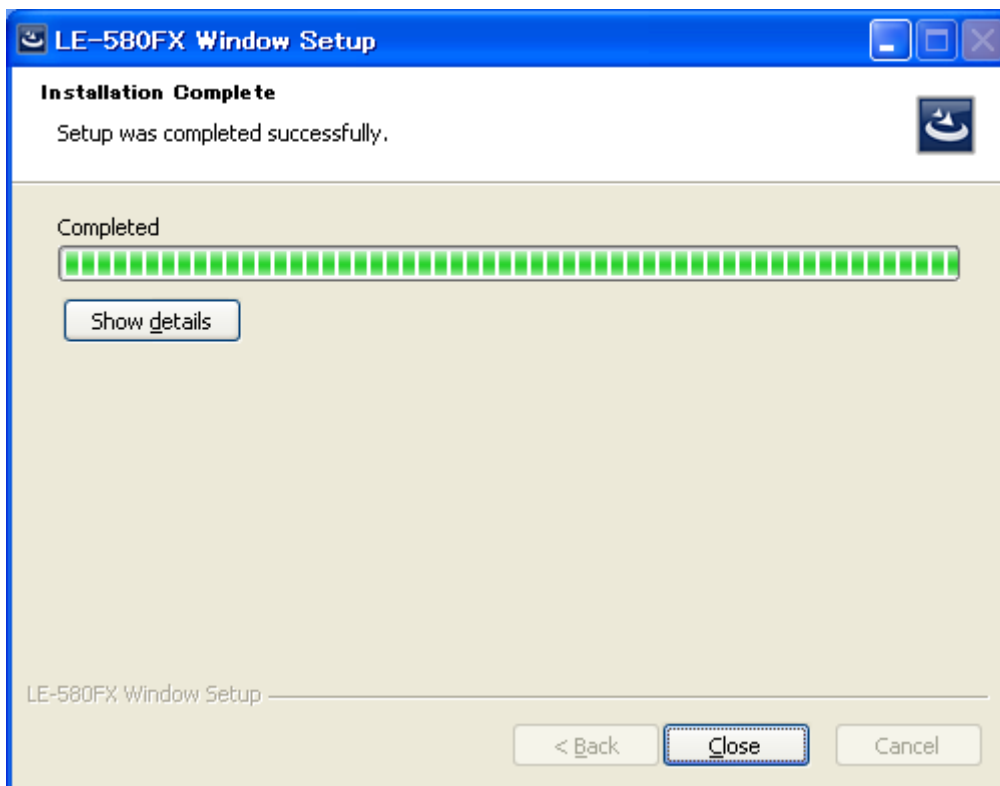 LE-580FX Window Setup
Installation Complete
Setup was completed successfully.
Completed
Show details
LE-580FX Window Setup
< Back
Close
Cancel